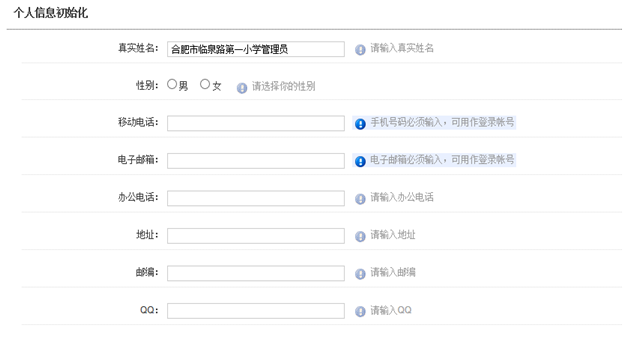 个人信息初始化
真实姓名： 合肥市临泉路第一小学管理员 请输入真实姓名
性别： 男 女 请选择你的性别
移动电话： 手机号码必须输入，可用作登录帐号
电子邮箱： 电子邮箱必须输入，可用作登录帐号
办公电话： 请输入办公电话
地址： 请输入地址
邮编： 请输入邮编
QQ： 请输入QQ